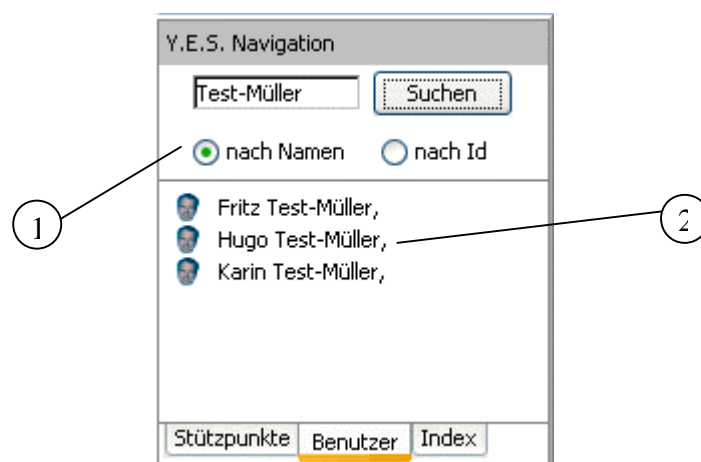 Y.E.S. Navigation
Test-Müller Suchen
nach Namen nach Id
1
Fritz Test-Müller,
Hugo Test-Müller, 2
Karin Test-Müller,
Stützpunkte Benutzer Index